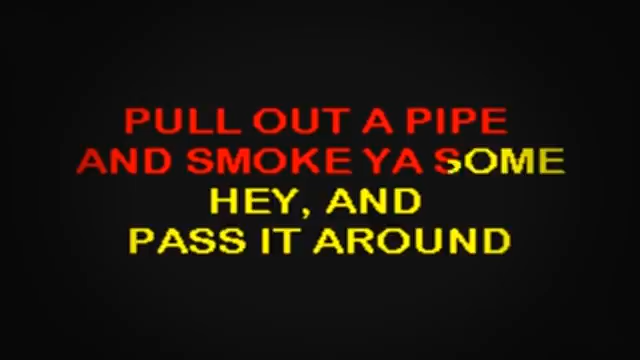 PULL OUT A PIPE
AND SMOKE YA SOME
HEY, AND
PASS IT AROUND